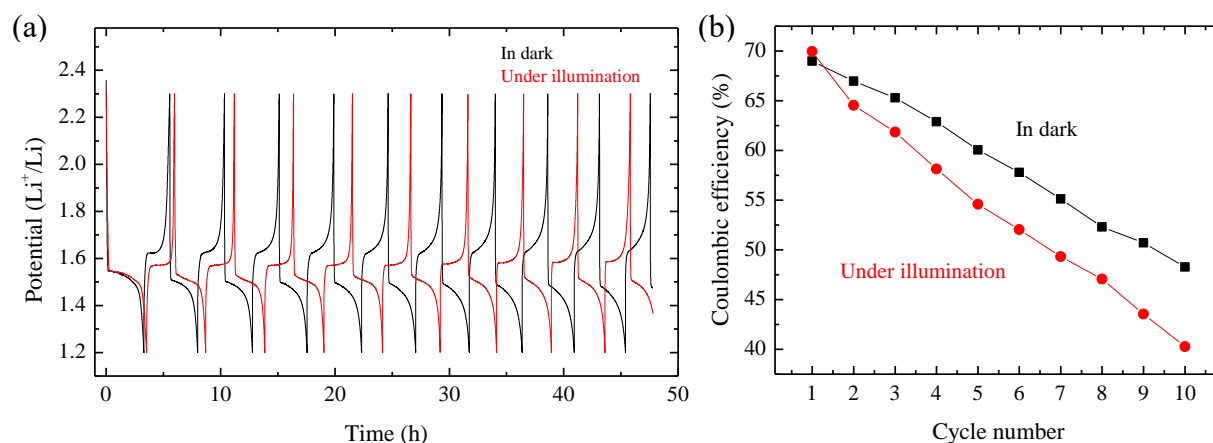 (a)
In dark
Under illumination
2.4
2.2
2.0
1.8
1.6
1.4
1.2
Potential (Li⁺/Li)
0 10 20 30 40 50
Time (h)
(b)
70
65
60
55
50
45
40
Coulombic efficiency (%)
In dark
Under illumination
1 2 3 4 5 6 7 8 9 10
Cycle number